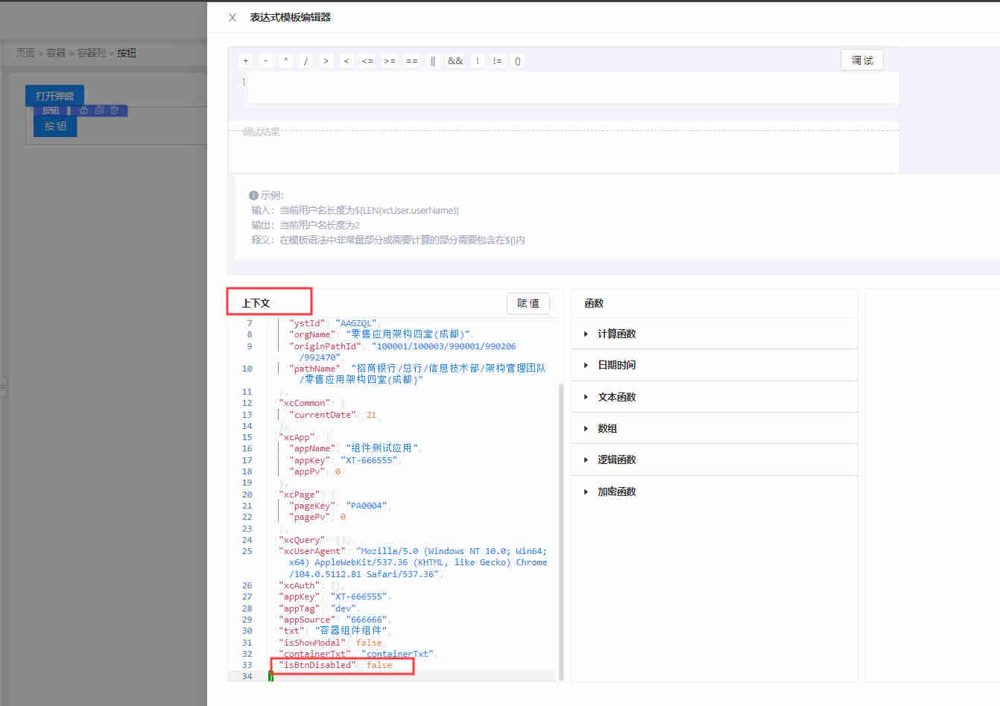 表达式模板编辑器
页面 > 容器 > 容器列 > 按钮
+ - * / > < <= >= == || && ! != ()
调 试
1
打开弹窗
按钮
按 钮
调试结果
示例:
输入：当前用户名长度为${LEN(xcUser.userName)}
输出：当前用户名长度为2
释义：在模板语法中非常量部分或需要计算的部分需要包含在${}内
上下文
赋 值
7 "ystId": "AAGZQL",
8 "orgName": "零售应用架构四室(成都)",
9 "originPathId": "100001/100003/990001/990206
/992470",
10 "pathName": "招商银行/总行/信息技术部/架构管理团队
/零售应用架构四室(成都)"
11 },
12 "xcCommon": {
13 "currentDate": 21
14 },
15 "xcApp": {
16 "appName": "组件测试应用",
17 "appKey": "XT-666555",
18 "appPv": 0
19 },
20 "xcPage": {
21 "pageKey": "PA0004",
22 "pagePv": 0
23 },
24 "xcQuery": {},
25 "xcUserAgent": "Mozilla/5.0 (Windows NT 10.0; Win64;
x64) AppleWebKit/537.36 (KHTML, like Gecko) Chrome
/104.0.5112.81 Safari/537.36",
26 "xcAuth": {},
27 "appKey": "XT-666555",
28 "appTag": "dev",
29 "appSource": "666666",
30 "txt": "容器组件组件",
31 "isShowModal": false,
32 "containerTxt": "containerTxt",
33 "isBtnDisabled": false
34 }
函数
计算函数
日期时间
文本函数
数组
逻辑函数
加密函数